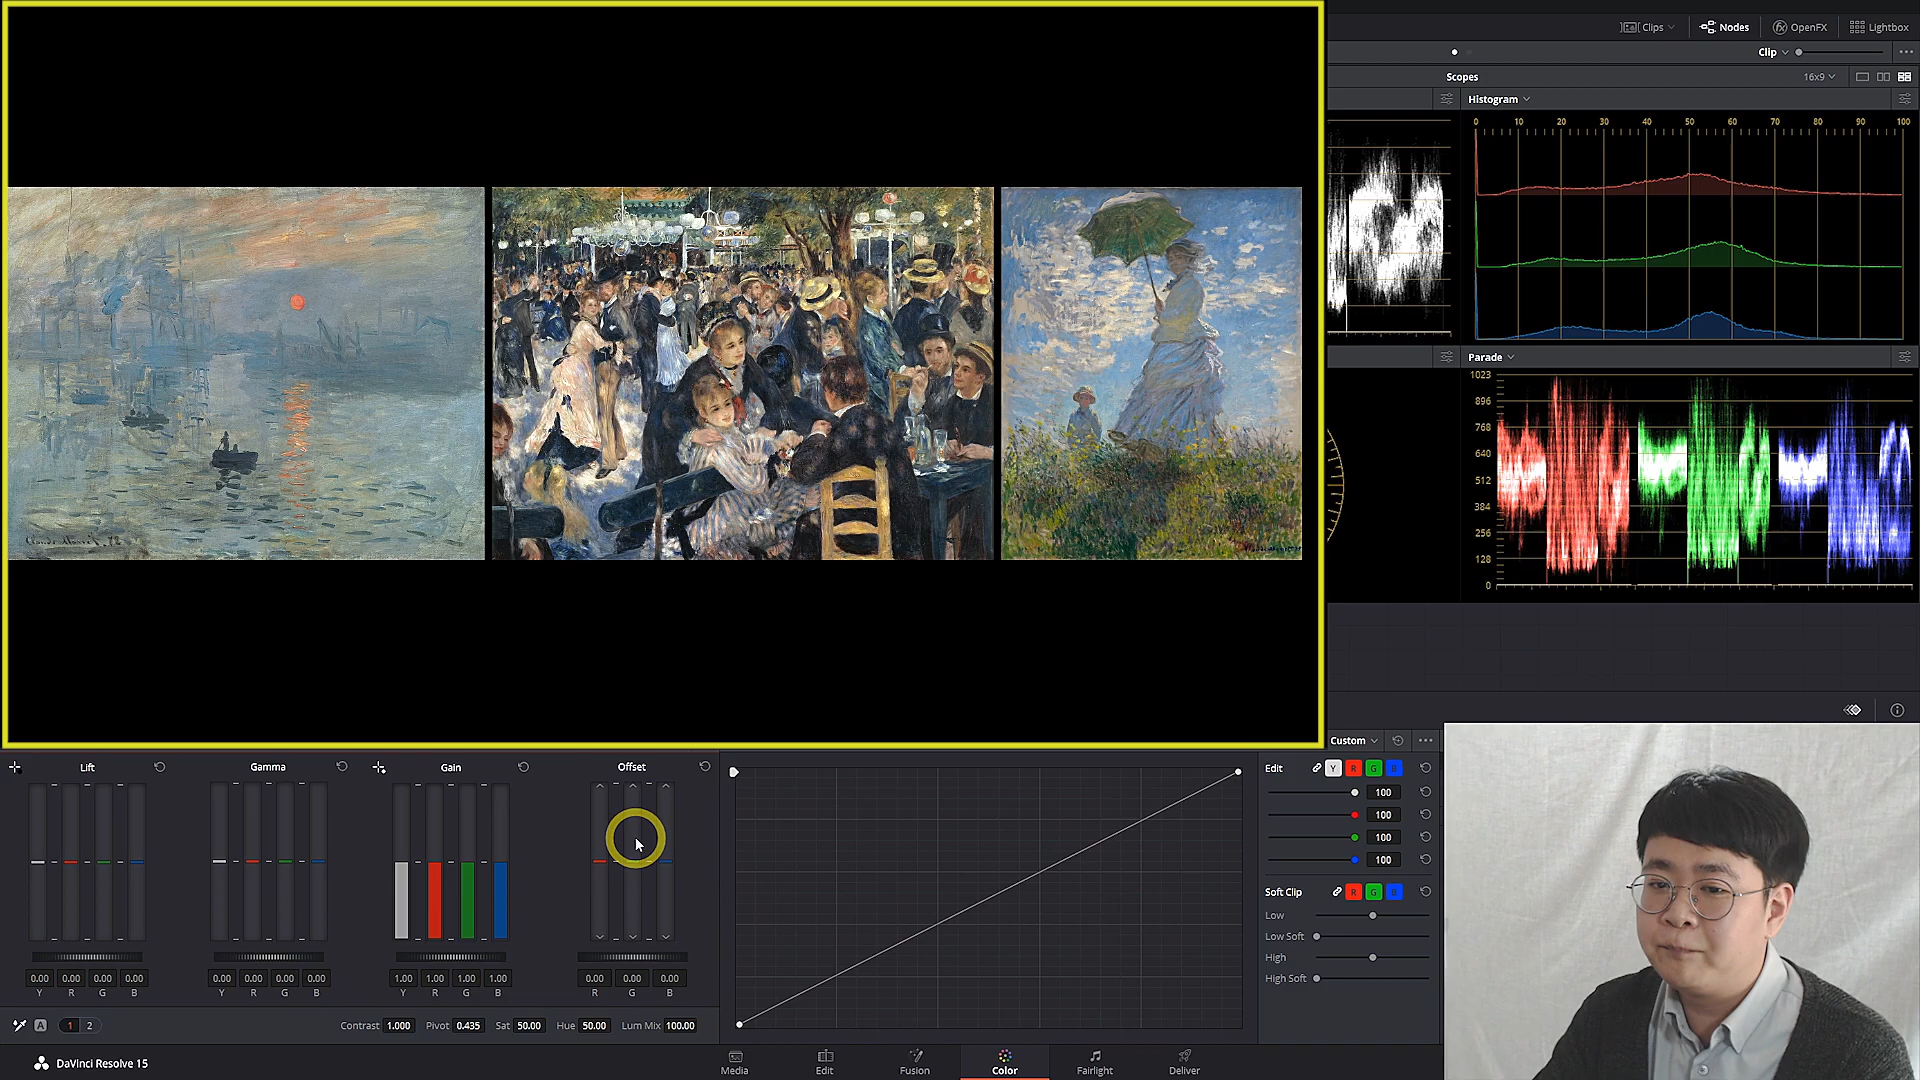 Clips
Nodes
OpenFX
Lightbox
Clip
Scopes
16x9
Histogram
0 10 20 30 40 50 60 70 80 90 100
Parade
1023
896
768
640
512
384
256
128
0
Custom
Lift
Gamma
Gain
Offset
Edit Y R G B
100
100
100
100
Soft Clip R G B
Low
Low Soft
High
High Soft
0.00 0.00 0.00 0.00
Y R G B
0.00 0.00 0.00 0.00
Y R G B
1.00 1.00 1.00 1.00
Y R G B
0.00 0.00 0.00
R G B
A 1 2
Contrast 1.000 Pivot 0.435 Sat 50.00 Hue 50.00 Lum Mix 100.00
DaVinci Resolve 15
Media
Edit
Fusion
Color
Fairlight
Deliver